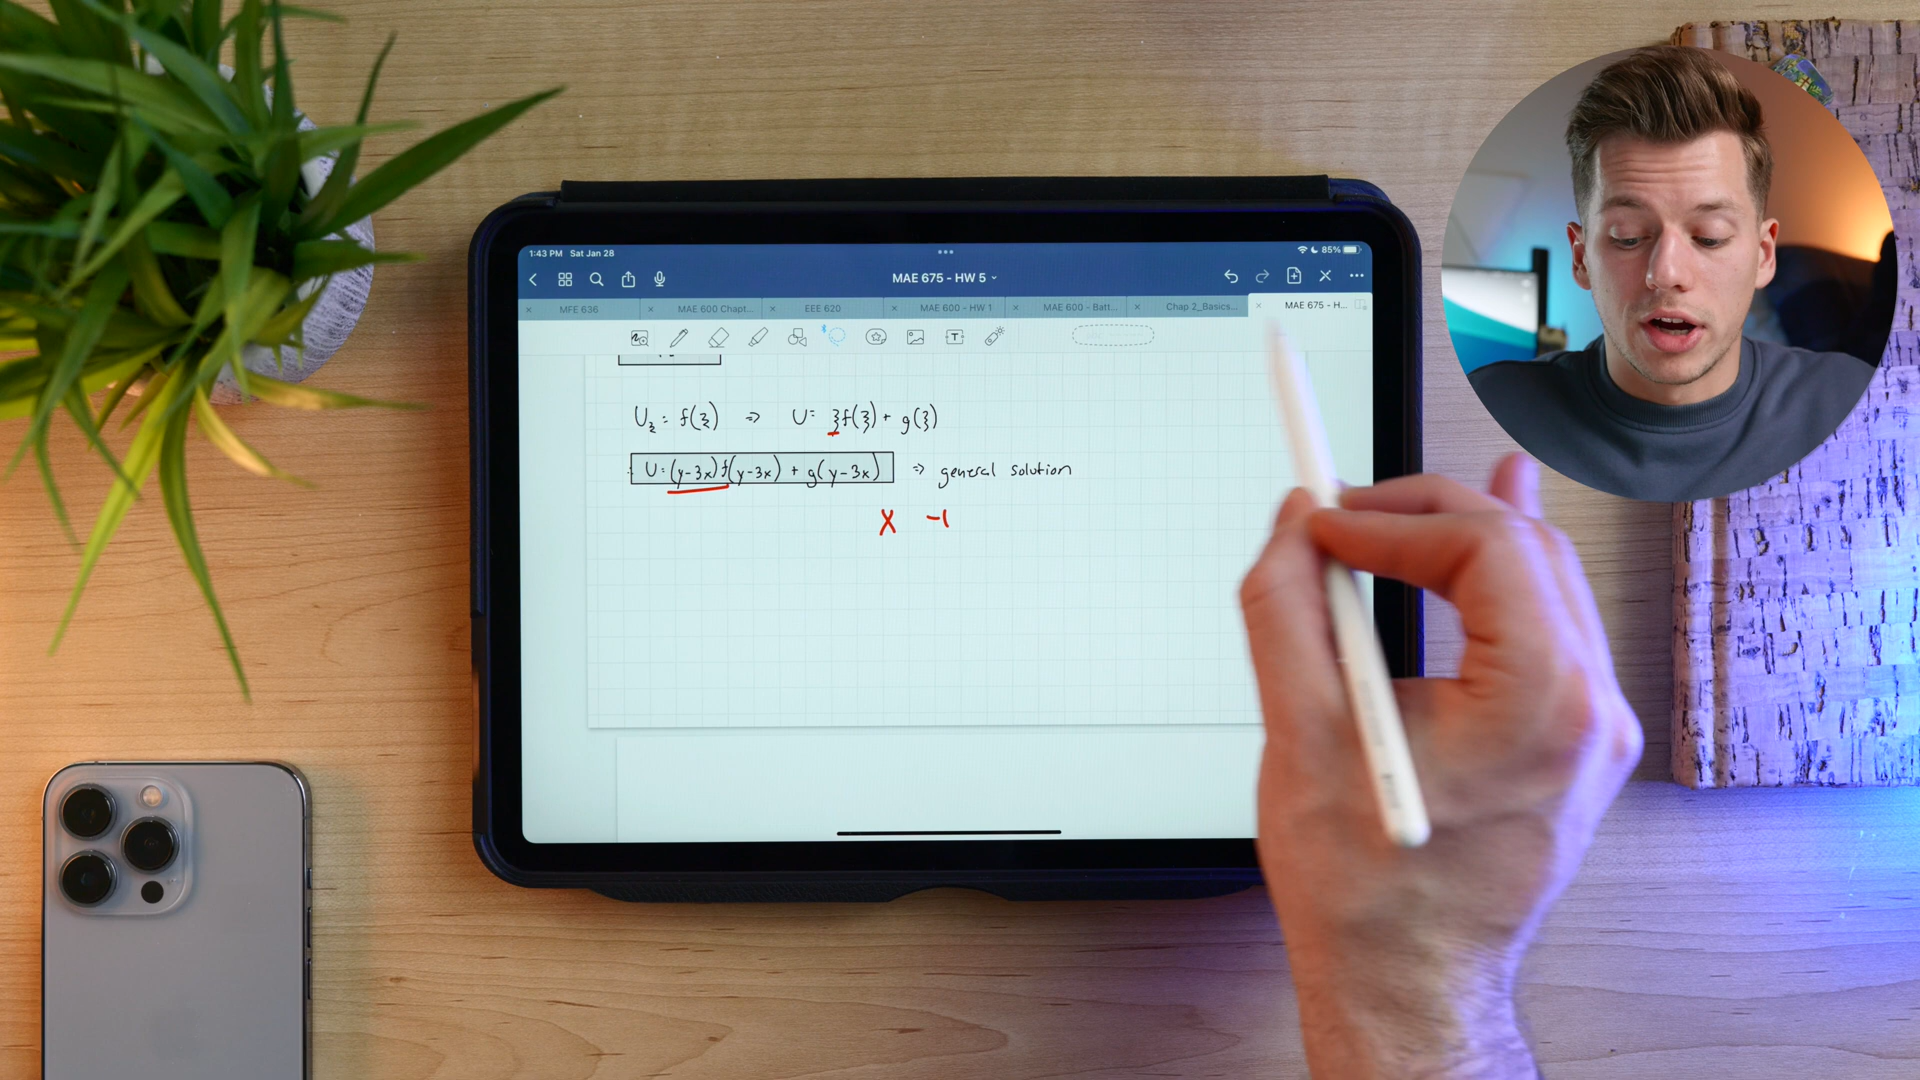 1:43 PM Sat Jan 28
85%
MAE 675 - HW 5
MFE 636
MAE 600 Chapt...
EEE 620
MAE 600 - HW 1
MAE 600 - Batt...
Chap 2_Basics...
MAE 675 - H...
U_ξ = f(ξ) ⇒ U = ξf(ξ) + g(ξ)
U = (y-3x)f(y-3x) + g(y-3x) ⇒ general solution
X -1